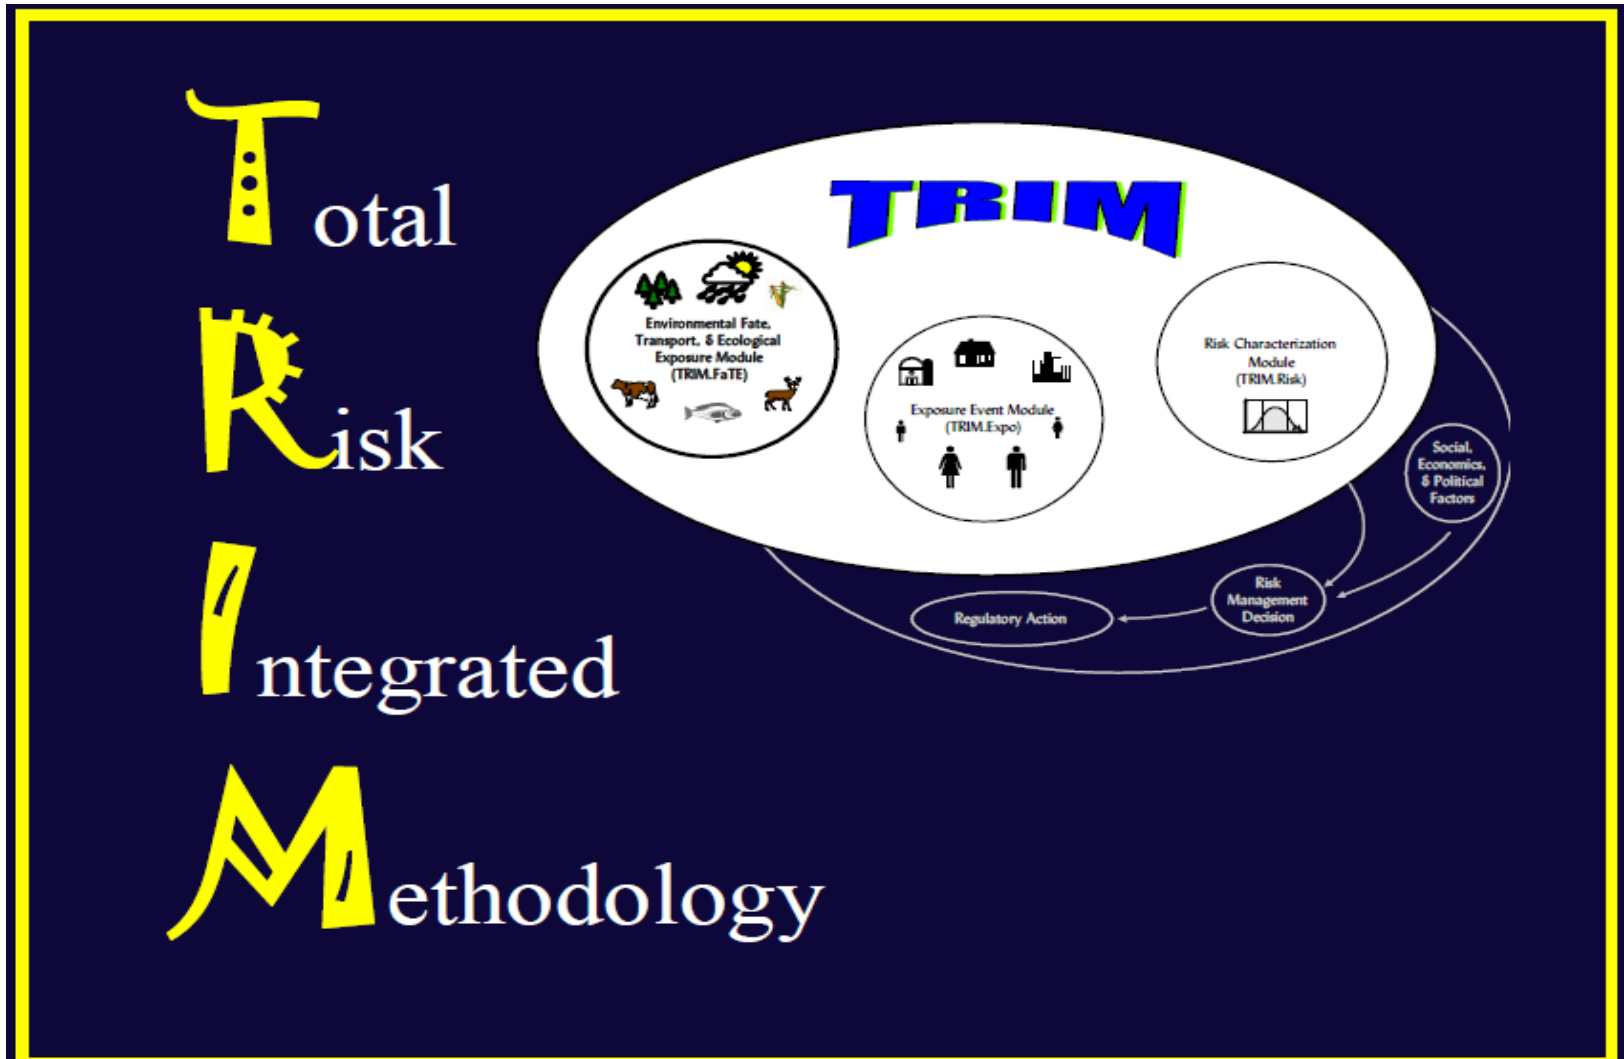 Total
Risk
Integrated
Methodology
TRIM
Environmental Fate,
Transport, & Ecological
Exposure Module
(TRIM.FaTE)
Exposure Event Module
(TRIM.Expo)
Risk Characterization
Module
(TRIM.Risk)
Social,
Economics,
& Political
Factors
Risk
Management
Decision
Regulatory Action